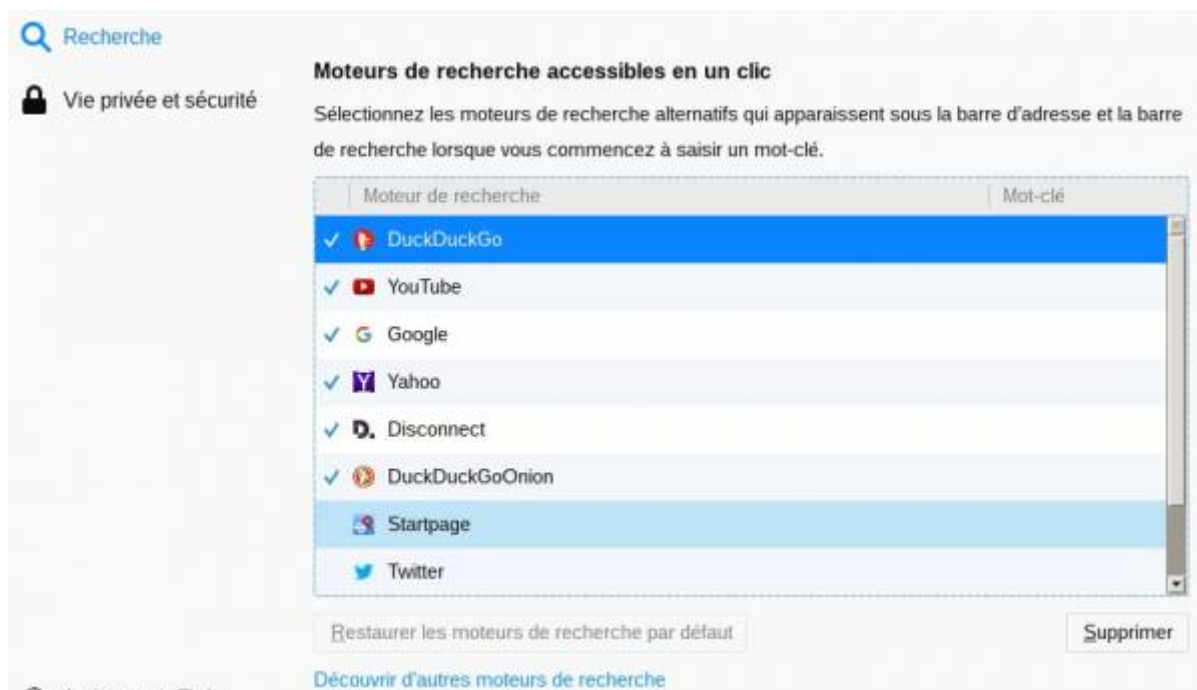 Recherche
Vie privée et sécurité
Moteurs de recherche accessibles en un clic
Sélectionnez les moteurs de recherche alternatifs qui apparaissent sous la barre d'adresse et la barre
de recherche lorsque vous commencez à saisir un mot-clé.
Moteur de recherche Mot-clé
DuckDuckGo
YouTube
Google
Yahoo
Disconnect
DuckDuckGoOnion
Startpage
Twitter
Restaurer les moteurs de recherche par défaut Supprimer
Découvrir d'autres moteurs de recherche